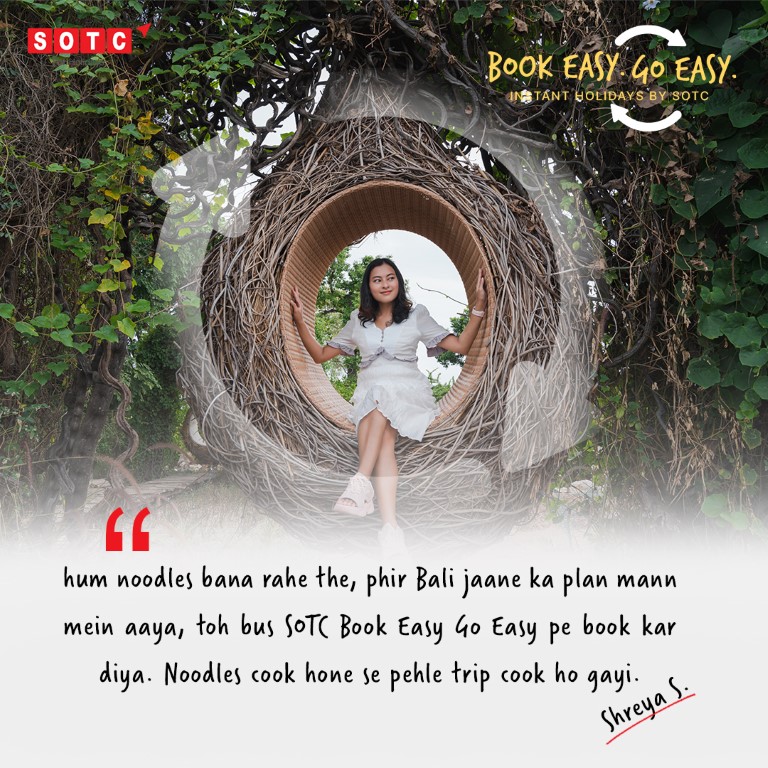 SOTC
BOOK EASY. GO EASY.
INSTANT HOLIDAYS BY SOTC
“
hum noodles bana rahe the, phir Bali jaane ka plan mann
mein aaya, toh bus SOTC Book Easy Go Easy pe book kar
diya. Noodles cook hone se pehle trip cook ho gayi.
Shreya S.